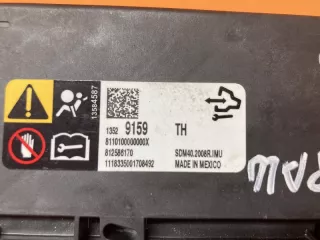 13584587
1352 9159 TH
8110100000000X
812586170 SDM40.2008R.IMU
1118335001708492 MADE IN MEXICO